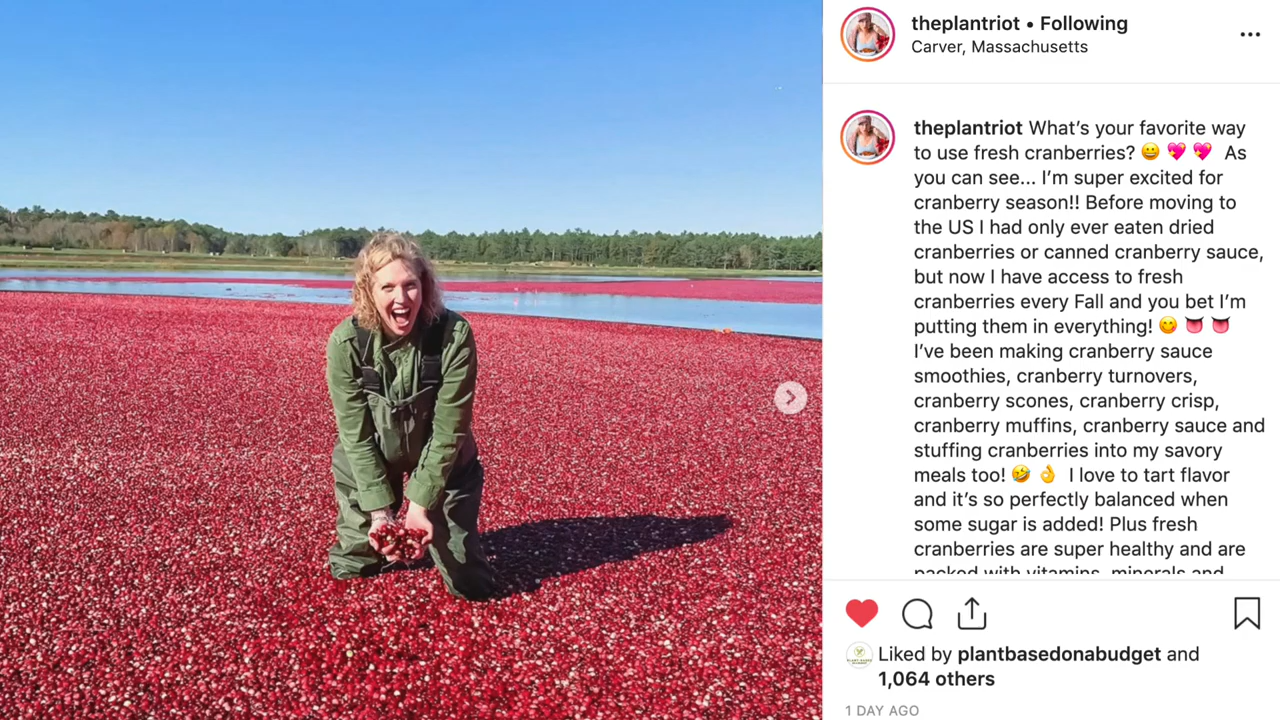 theplantriot • Following
Carver, Massachusetts
theplantriot What's your favorite way
to use fresh cranberries? 😀 💖 💖 As
you can see... I'm super excited for
cranberry season!! Before moving to
the US I had only ever eaten dried
cranberries or canned cranberry sauce,
but now I have access to fresh
cranberries every Fall and you bet I'm
putting them in everything! 😋 👅 👅
I've been making cranberry sauce
smoothies, cranberry turnovers,
cranberry scones, cranberry crisp,
cranberry muffins, cranberry sauce and
stuffing cranberries into my savory
meals too! 🤣 👌 I love to tart flavor
and it's so perfectly balanced when
some sugar is added! Plus fresh
cranberries are super healthy and are
packed with vitamins, minerals and
Liked by plantbasedonabudget and
1,064 others
1 DAY AGO